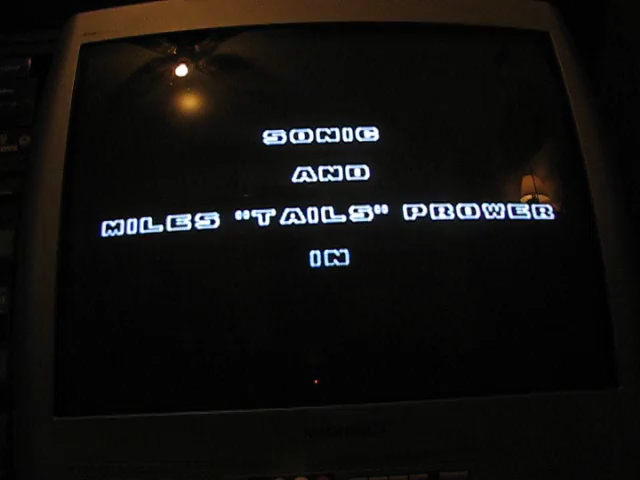 SONIC
AND
MILES "TAILS" PROWER
IN